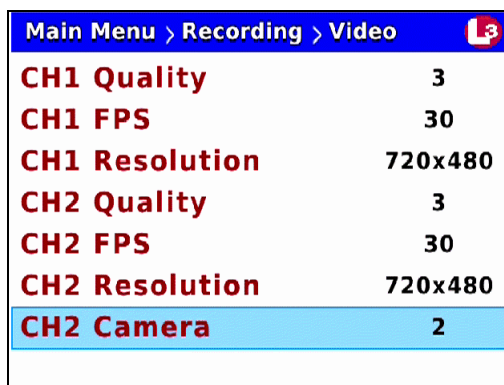 Main Menu > Recording > Video L3
CH1 Quality 3
CH1 FPS 30
CH1 Resolution 720x480
CH2 Quality 3
CH2 FPS 30
CH2 Resolution 720x480
CH2 Camera 2